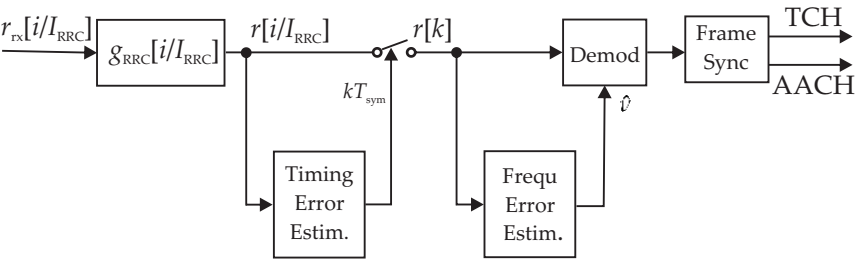 r_rx[i/I_RRC]
g_RRC[i/I_RRC]
r[i/I_RRC]
r[k]
kT_sym
Demod
Frame
Sync
TCH
AACH
ν̂
Timing
Error
Estim.
Frequ
Error
Estim.